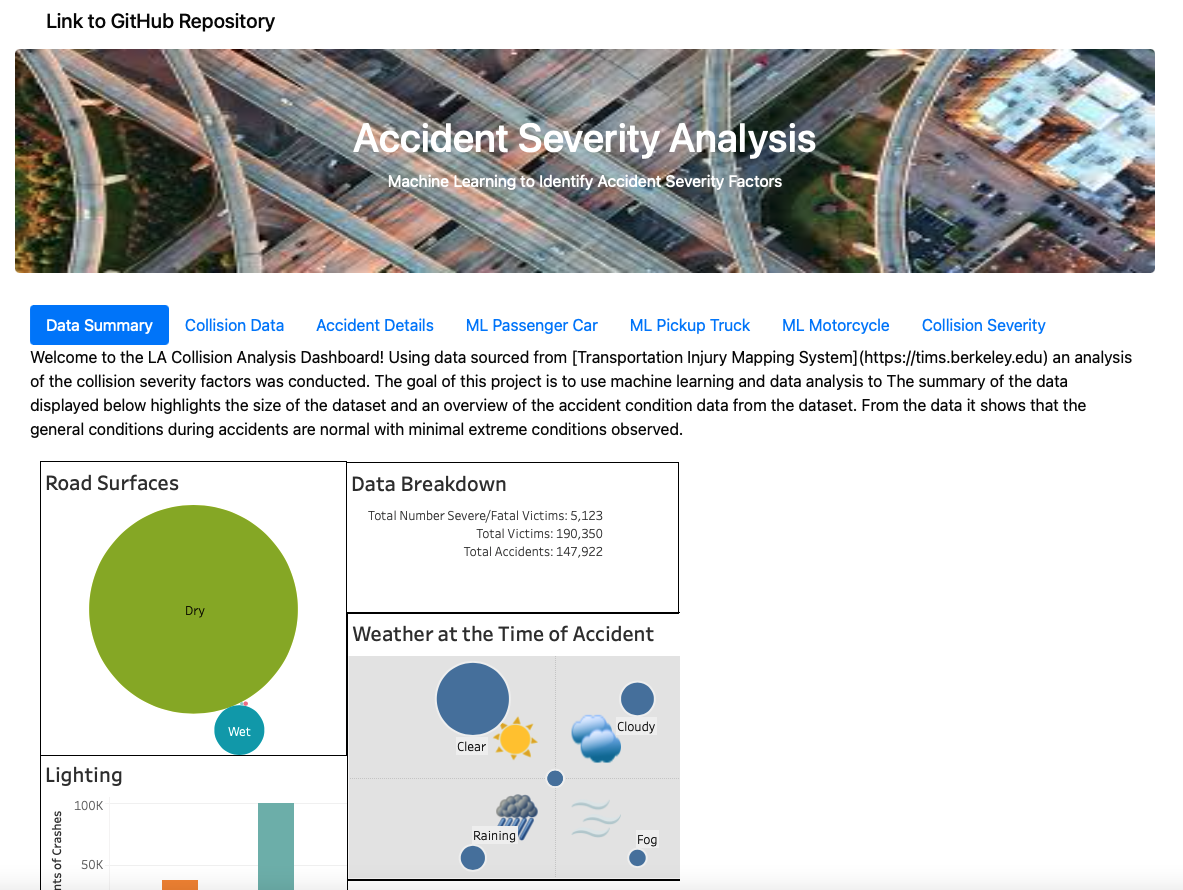 Link to GitHub Repository
Accident Severity Analysis
Machine Learning to Identify Accident Severity Factors
Data Summary
Collision Data
Accident Details
ML Passenger Car
ML Pickup Truck
ML Motorcycle
Collision Severity
Welcome to the LA Collision Analysis Dashboard! Using data sourced from [Transportation Injury Mapping System](https://tims.berkeley.edu) an analysis
of the collision severity factors was conducted. The goal of this project is to use machine learning and data analysis to The summary of the data
displayed below highlights the size of the dataset and an overview of the accident condition data from the dataset. From the data it shows that the
general conditions during accidents are normal with minimal extreme conditions observed.
Road Surfaces
Dry
Wet
Data Breakdown
Total Number Severe/Fatal Victims: 5,123
Total Victims: 190,350
Total Accidents: 147,922
Weather at the Time of Accident
Clear
Cloudy
Raining
Fog
Lighting
100K
50K
of Crashes